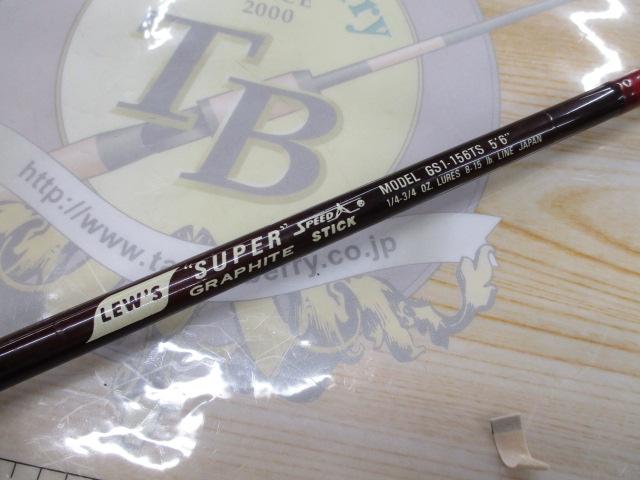 2000
TB
http://
www.ta
berry.co.jp
LEW'S
"SUPER" SPEED ®
GRAPHITE STICK
MODEL GS1-156TS 5'6"
1/4-3/4 OZ. LURES 8-15 lb LINE JAPAN